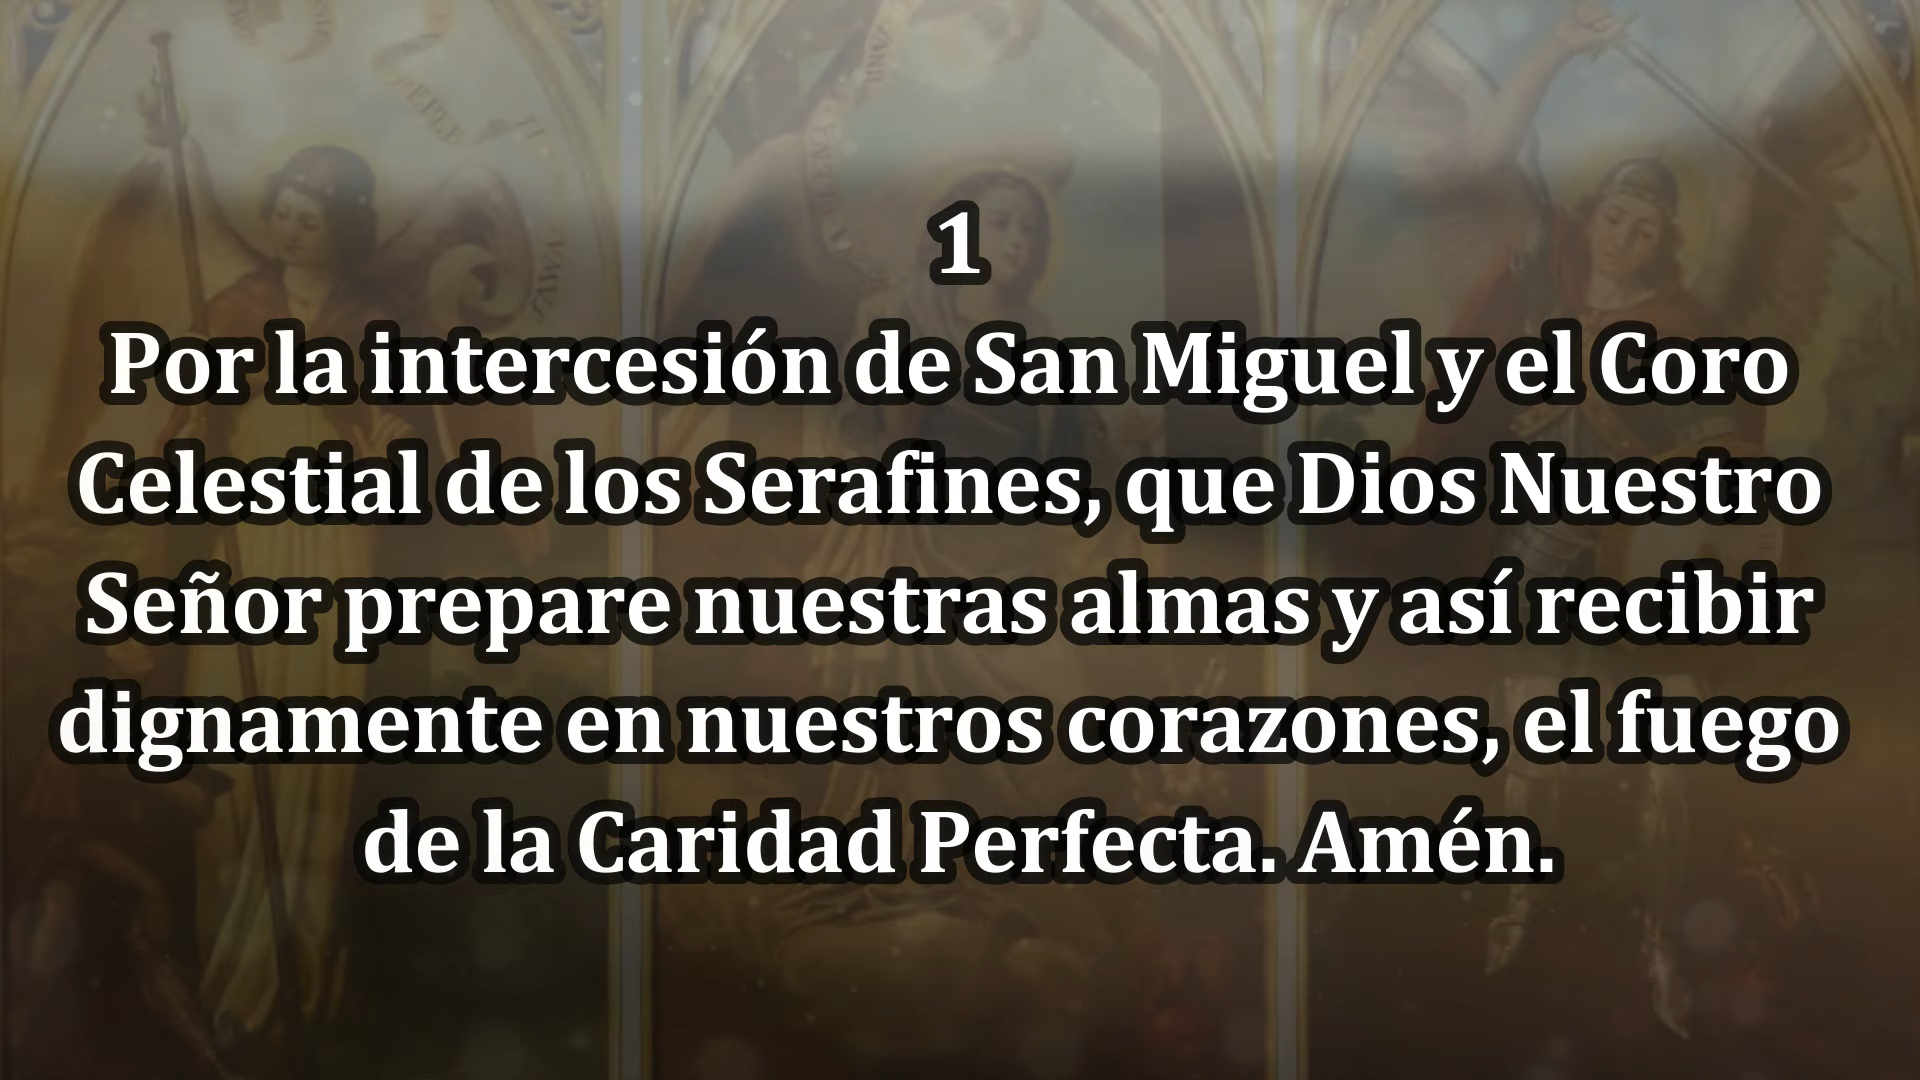 1
Por la intercesión de San Miguel y el Coro
Celestial de los Serafines, que Dios Nuestro
Señor prepare nuestras almas y así recibir
dignamente en nuestros corazones, el fuego
de la Caridad Perfecta. Amén.